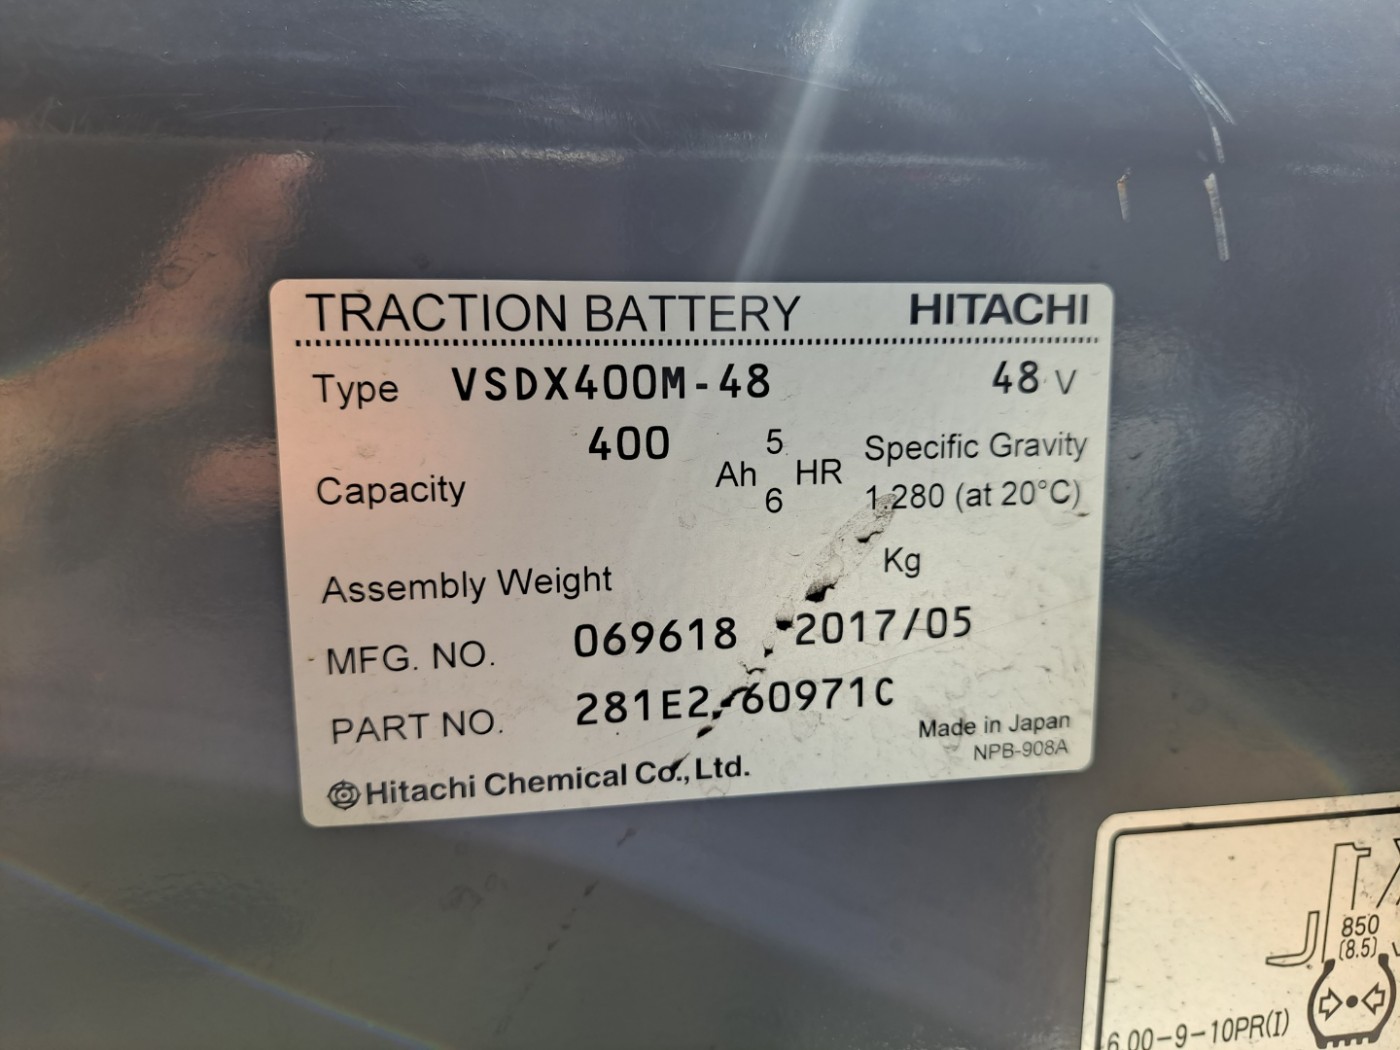 TRACTION BATTERY HITACHI
Type VSDX400M-48 48 V
Capacity 400 Ah 5 6 HR Specific Gravity
1.280 (at 20°C)
Assembly Weight Kg
MFG. NO. 069618 2017/05
PART NO. 281E2-60971C
Made in Japan
NPB-908A
Hitachi Chemical Co., Ltd.
850
(8.5)
6.00-9-10PR(I)